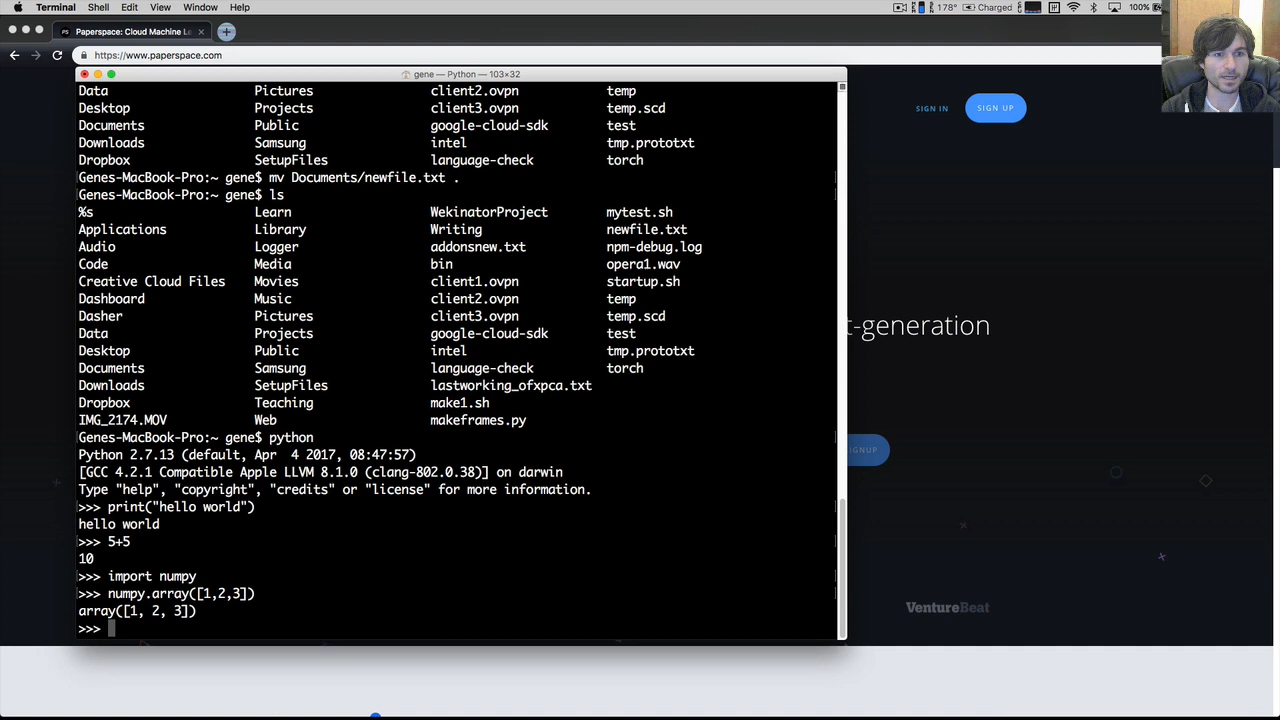 Terminal Shell Edit View Window Help 178° Charged 100%
Paperspace: Cloud Machine Le
https://www.paperspace.com
gene — Python — 103×32
Data Pictures client2.ovpn temp
Desktop Projects client3.ovpn temp.scd
Documents Public google-cloud-sdk test
Downloads Samsung intel tmp.prototxt
Dropbox SetupFiles language-check torch
Genes-MacBook-Pro:~ gene$ mv Documents/newfile.txt .
Genes-MacBook-Pro:~ gene$ ls
%s Learn WekinatorProject mytest.sh
Applications Library Writing newfile.txt
Audio Logger addonsnew.txt npm-debug.log
Code Media bin opera1.wav
Creative Cloud Files Movies client1.ovpn startup.sh
Dashboard Music client2.ovpn temp
Dasher Pictures client3.ovpn temp.scd
Data Projects google-cloud-sdk test
Desktop Public intel tmp.prototxt
Documents Samsung language-check torch
Downloads SetupFiles lastworking_ofxpca.txt
Dropbox Teaching make1.sh
IMG_2174.MOV Web makeframes.py
Genes-MacBook-Pro:~ gene$ python
Python 2.7.13 (default, Apr  4 2017, 08:47:57)
[GCC 4.2.1 Compatible Apple LLVM 8.1.0 (clang-802.0.38)] on darwin
Type "help", "copyright", "credits" or "license" for more information.
>>> print("hello world")
hello world
>>> 5+5
10
>>> import numpy
>>> numpy.array([1,2,3])
array([1, 2, 3])
>>>
SIGN IN SIGN UP
t-generation
IGNUP
VentureBeat